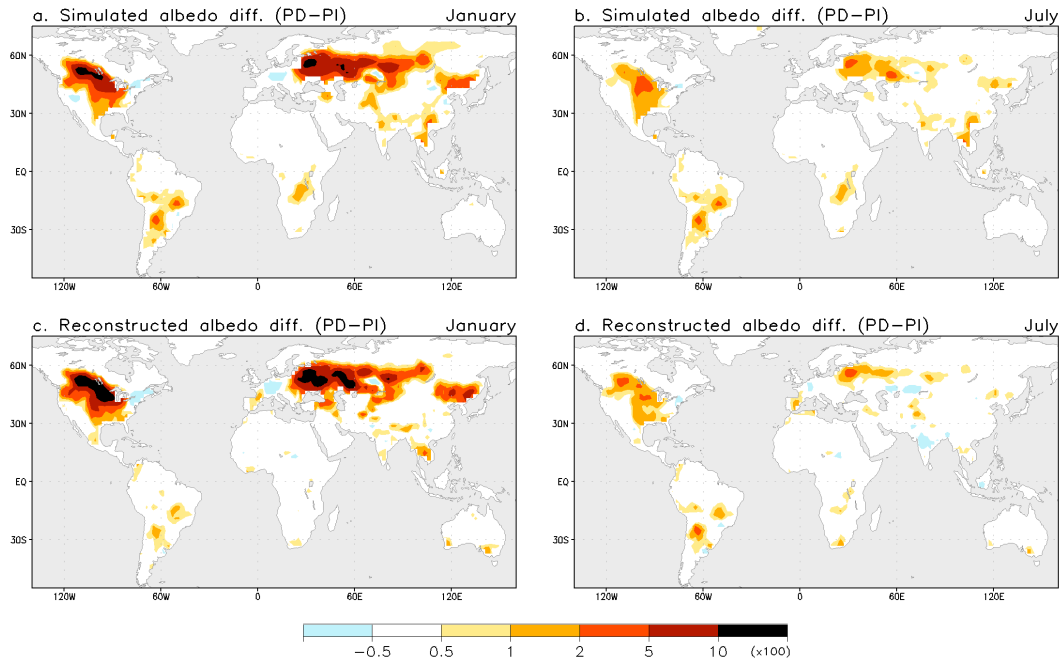 a. Simulated albedo diff. (PD-PI) January
b. Simulated albedo diff. (PD-PI) July
60N
30N
EQ
30S
120W 60W 0 60E 120E
60N
30N
EQ
30S
120W 60W 0 60E 120E
c. Reconstructed albedo diff. (PD-PI) January
d. Reconstructed albedo diff. (PD-PI) July
60N
30N
EQ
30S
120W 60W 0 60E 120E
60N
30N
EQ
30S
120W 60W 0 60E 120E
-0.5 0.5 1 2 5 10 (x100)